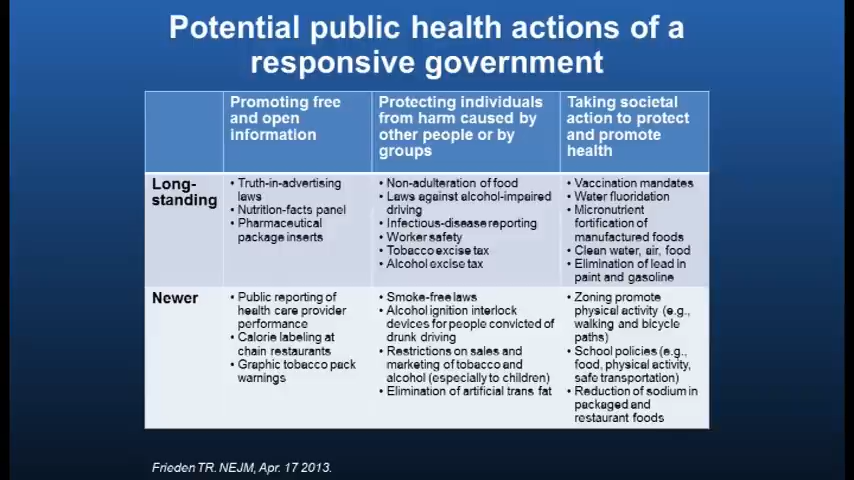 Potential public health actions of a
responsive government
Promoting free
and open
information
Protecting individuals
from harm caused by
other people or by
groups
Taking societal
action to protect
and promote
health
Long-
standing
• Truth-in-advertising
laws
• Nutrition-facts panel
• Pharmaceutical
package inserts
• Non-adulteration of food
• Laws against alcohol-impaired
driving
• Infectious-disease reporting
• Worker safety
• Tobacco excise tax
• Alcohol excise tax
• Vaccination mandates
• Water fluoridation
• Micronutrient
fortification of
manufactured foods
• Clean water, air, food
• Elimination of lead in
paint and gasoline
Newer
• Public reporting of
health care provider
performance
• Calorie labeling at
chain restaurants
• Graphic tobacco pack
warnings
• Smoke-free laws
• Alcohol ignition interlock
devices for people convicted of
drunk driving
• Restrictions on sales and
marketing of tobacco and
alcohol (especially to children)
• Elimination of artificial trans fat
• Zoning promote
physical activity (e.g.,
walking and bicycle
paths)
• School policies (e.g.,
food, physical activity,
safe transportation)
• Reduction of sodium in
packaged and
restaurant foods
Frieden TR. NEJM, Apr. 17 2013.